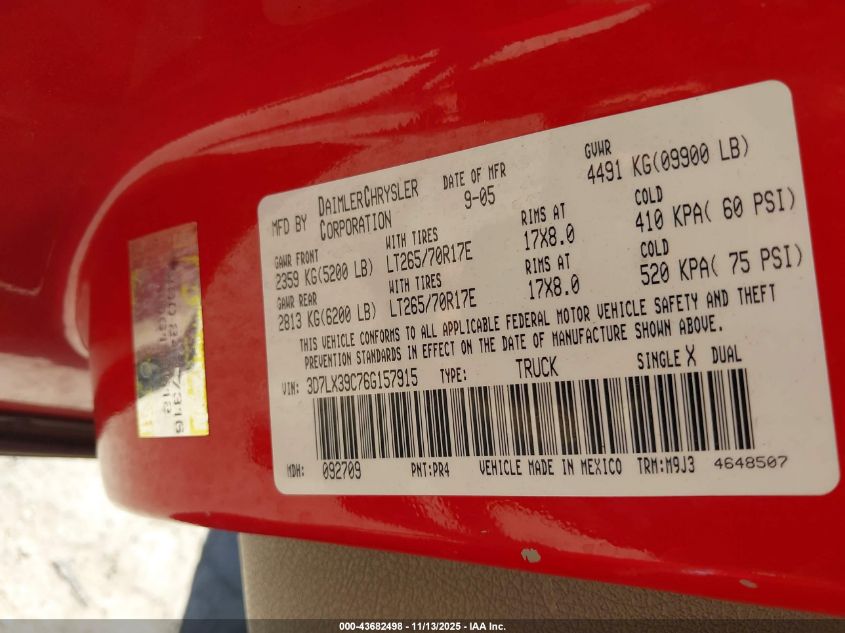 MFD BY DAIMLERCHRYSLER CORPORATION
DATE OF MFR 9-05
GVWR 4491 KG(09900 LB)
GAWR FRONT 2359 KG(5200 LB)
WITH TIRES LT265/70R17E
RIMS AT 17X8.0
COLD 410 KPA( 60 PSI)
GAWR REAR 2813 KG(6200 LB)
WITH TIRES LT265/70R17E
RIMS AT 17X8.0
COLD 520 KPA( 75 PSI)
THIS VEHICLE CONFORMS TO ALL APPLICABLE FEDERAL MOTOR VEHICLE SAFETY AND THEFT
PREVENTION STANDARDS IN EFFECT ON THE DATE OF MANUFACTURE SHOWN ABOVE.
VIN: 3D7LX39C76G157915 TYPE: TRUCK SINGLE X DUAL
MDH: 092709 PNT:PR4 VEHICLE MADE IN MEXICO TRM:M9J3 4648507
000-43682498 - 11/13/2025 - IAA Inc.